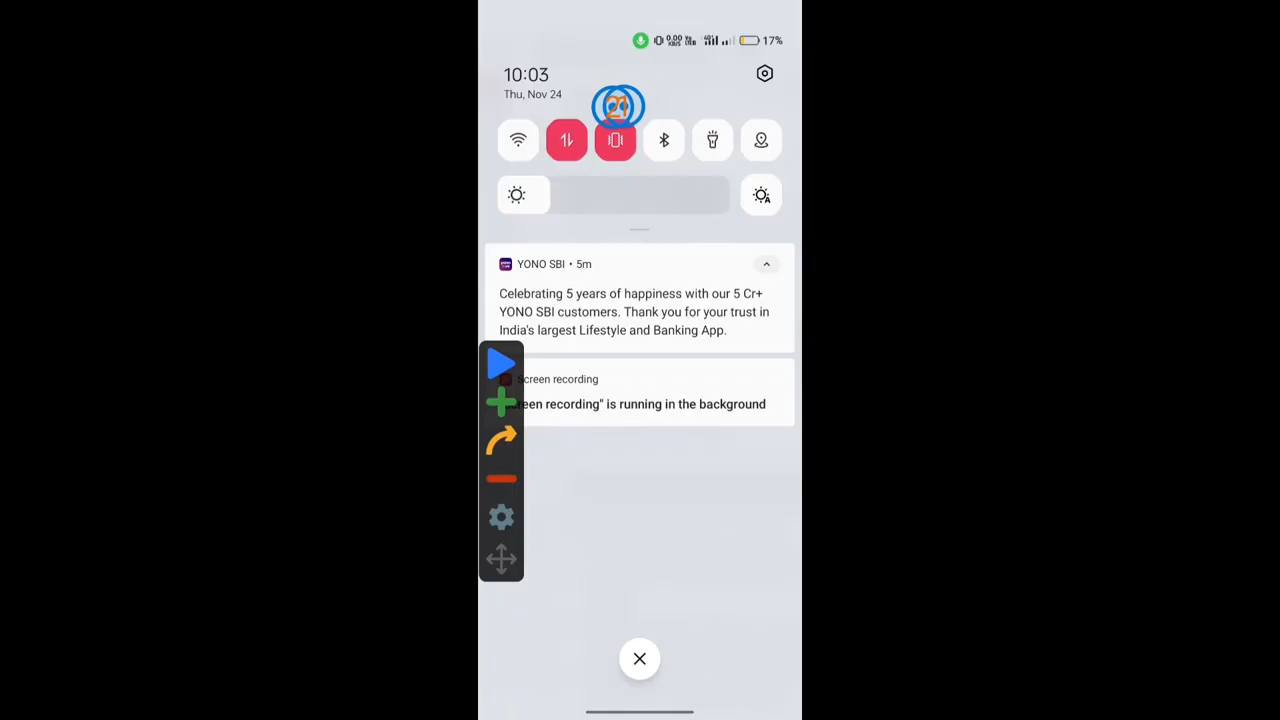 17%
10:03
Thu, Nov 24
YONO SBI • 5m
Celebrating 5 years of happiness with our 5 Cr+
YONO SBI customers. Thank you for your trust in
India's largest Lifestyle and Banking App.
Screen recording
recording" is running in the background